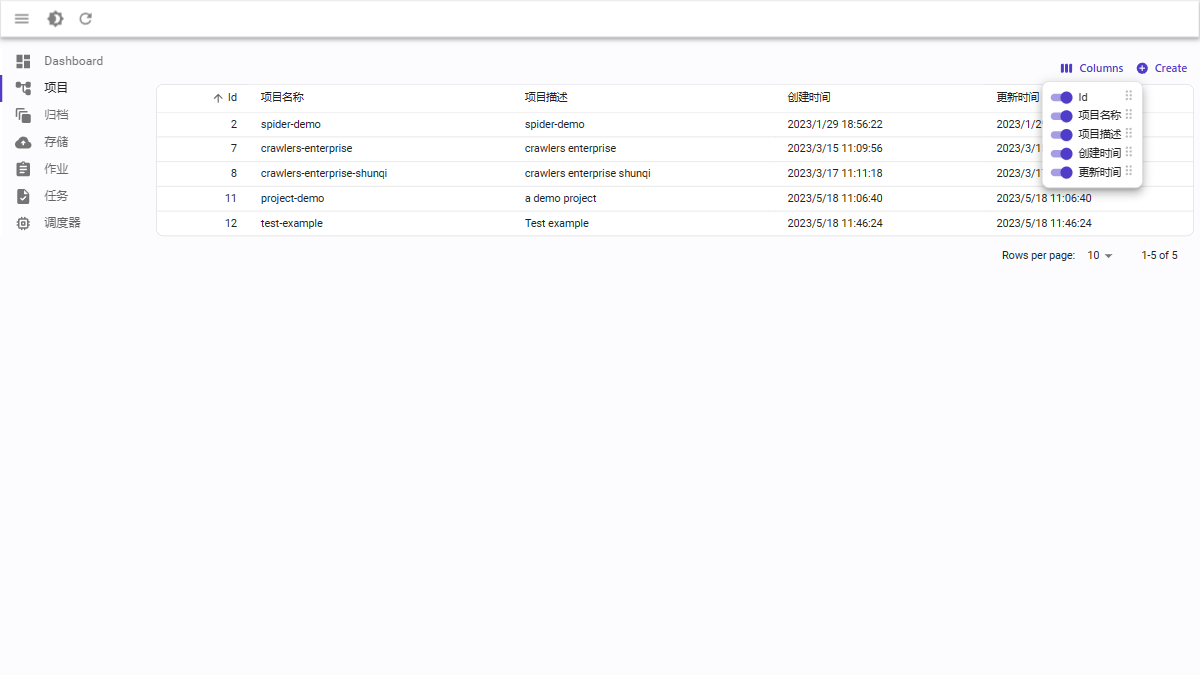 Dashboard
项目
归档
存储
作业
任务
调度器
Columns Create
Id 项目名称 项目描述 创建时间 更新时间
2 spider-demo spider-demo 2023/1/29 18:56:22 2023/1/29
7 crawlers-enterprise crawlers enterprise 2023/3/15 11:09:56 2023/3/1
8 crawlers-enterprise-shunqi crawlers enterprise shunqi 2023/3/17 11:11:18 2023/3/1
11 project-demo a demo project 2023/5/18 11:06:40 2023/5/18 11:06:40
12 test-example Test example 2023/5/18 11:46:24 2023/5/18 11:46:24
Id
项目名称
项目描述
创建时间
更新时间
Rows per page: 10 1-5 of 5